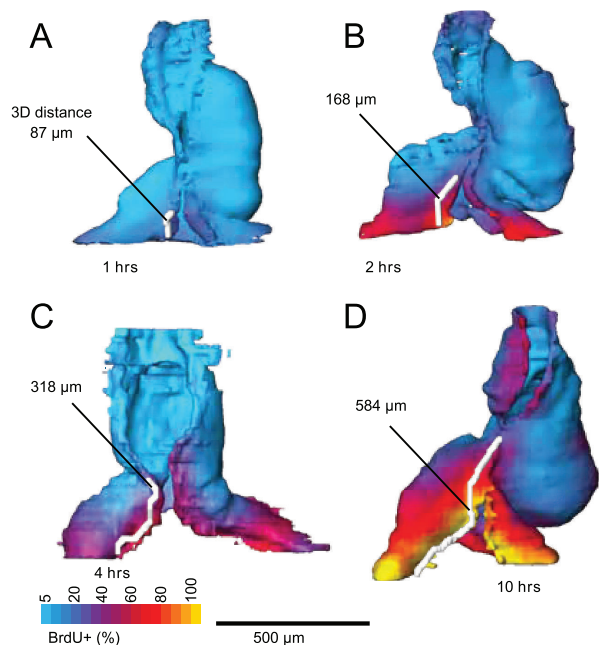 A
B
3D distance
87 µm
168 µm
1 hrs
2 hrs
C
D
318 µm
584 µm
4 hrs
10 hrs
5 20 40 60 80 100
BrdU+ (%)
500 µm